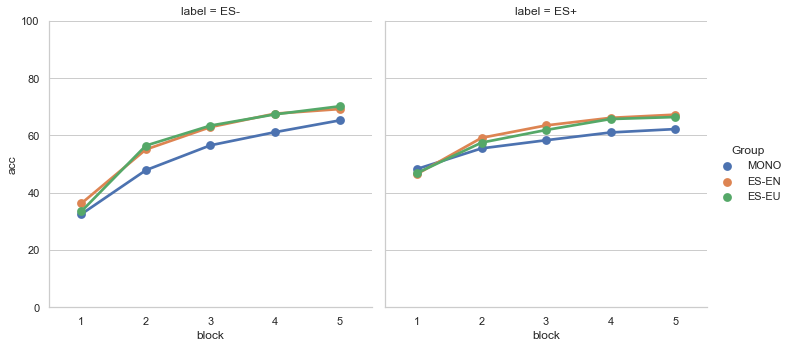 label = ES-
label = ES+
100
80
60
40
20
0
acc
1 2 3 4 5
1 2 3 4 5
block
block
Group
MONO
ES-EN
ES-EU